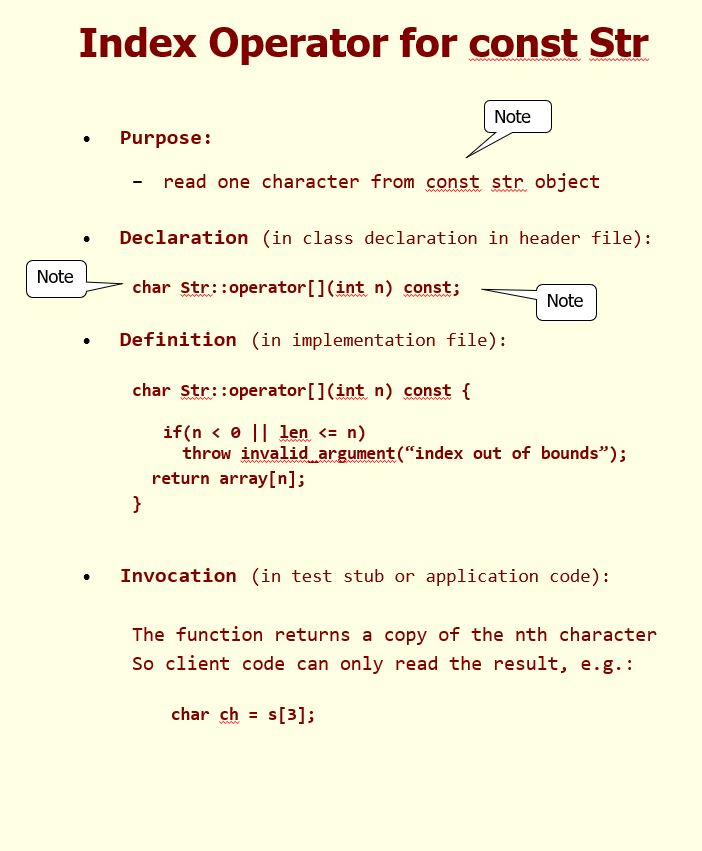 Index Operator for const Str
Note
• Purpose:
– read one character from const str object
• Declaration (in class declaration in header file):
Note
char Str::operator[](int n) const;
Note
• Definition (in implementation file):
char Str::operator[](int n) const {
if(n < 0 || len <= n)
throw invalid_argument(“index out of bounds”);
return array[n];
}
• Invocation (in test stub or application code):
The function returns a copy of the nth character
So client code can only read the result, e.g.:
char ch = s[3];